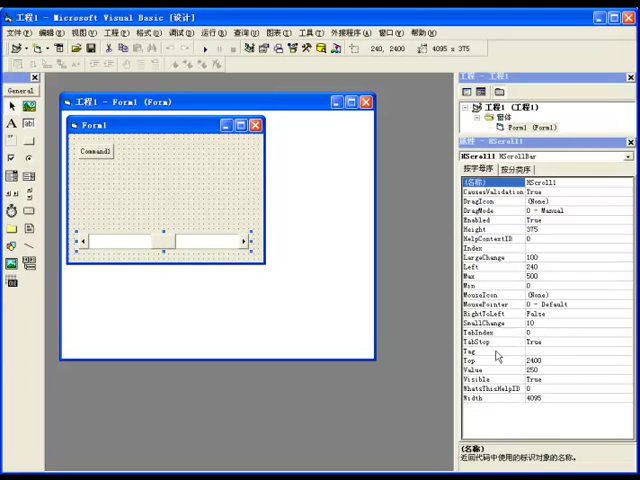 工程1 - Microsoft Visual Basic [设计]
文件(F) 编辑(E) 视图(V) 工程(P) 格式(O) 调试(D) 运行(R) 查询(U) 图表(I) 工具(T) 外接程序(A) 窗口(W) 帮助(H)
240, 2400 4095 x 375
General
工程1 - Form1 (Form)
Form1
Command1
工程 - 工程1
工程1 (工程1)
窗体
Form1 (Form1)
属性 - HScroll1
HScroll1 HScrollBar
按字母序 按分类序
(名称) HScroll1
CausesValidation True
DragIcon (None)
DragMode 0 - Manual
Enabled True
Height 375
HelpContextID 0
Index
LargeChange 100
Left 240
Max 500
Min 0
MouseIcon (None)
MousePointer 0 - Default
RightToLeft False
SmallChange 10
TabIndex 0
TabStop True
Tag
Top 2400
Value 250
Visible True
WhatsThisHelpID 0
Width 4095
(名称)
返回代码中使用的标识对象的名称。